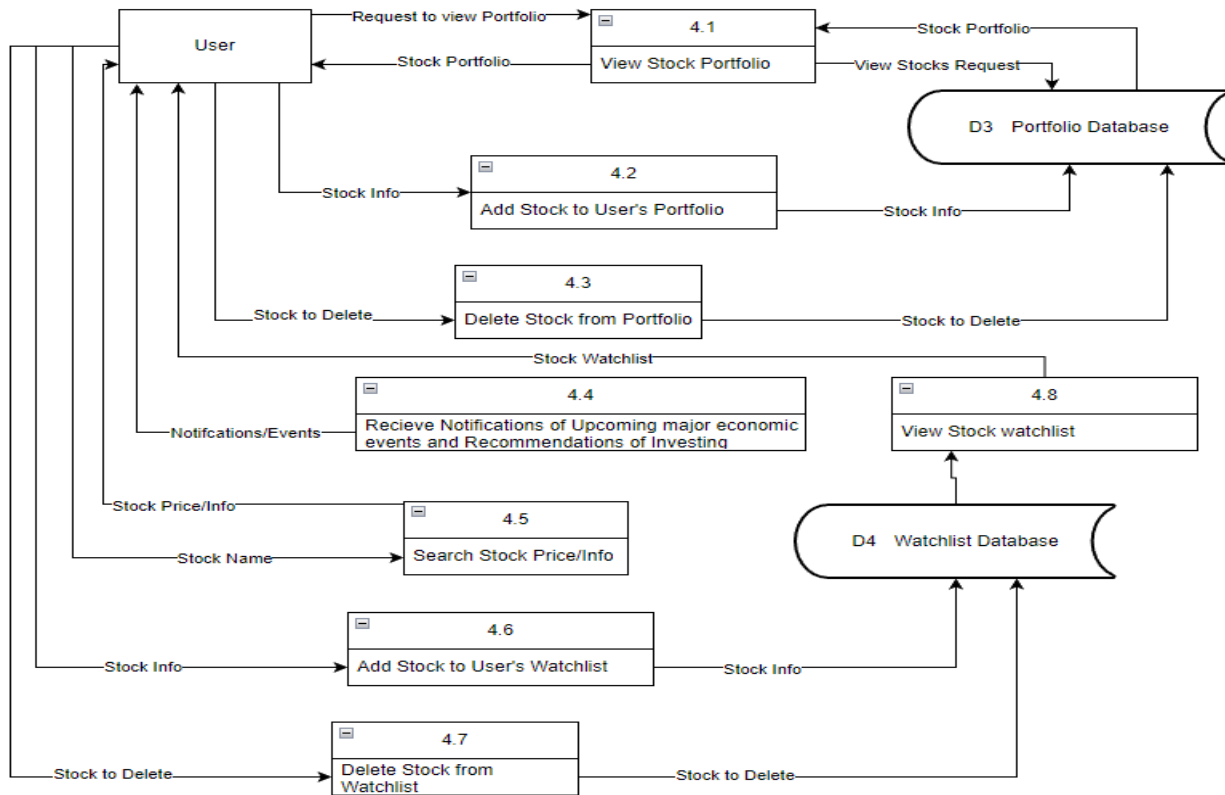 Request to view Portfolio
4.1
Stock Portfolio
User
Stock Portfolio
View Stock Portfolio
View Stocks Request
D3 Portfolio Database
4.2
Stock Info
Add Stock to User's Portfolio
Stock Info
4.3
Stock to Delete
Delete Stock from Portfolio
Stock to Delete
Stock Watchlist
4.4
4.8
Notifcations/Events
Recieve Notifications of Upcoming major economic
events and Recommendations of Investing
View Stock watchlist
Stock Price/Info
4.5
Stock Name
Search Stock Price/Info
D4 Watchlist Database
4.6
Stock Info
Add Stock to User's Watchlist
Stock Info
4.7
Stock to Delete
Delete Stock from
Watchlist
Stock to Delete